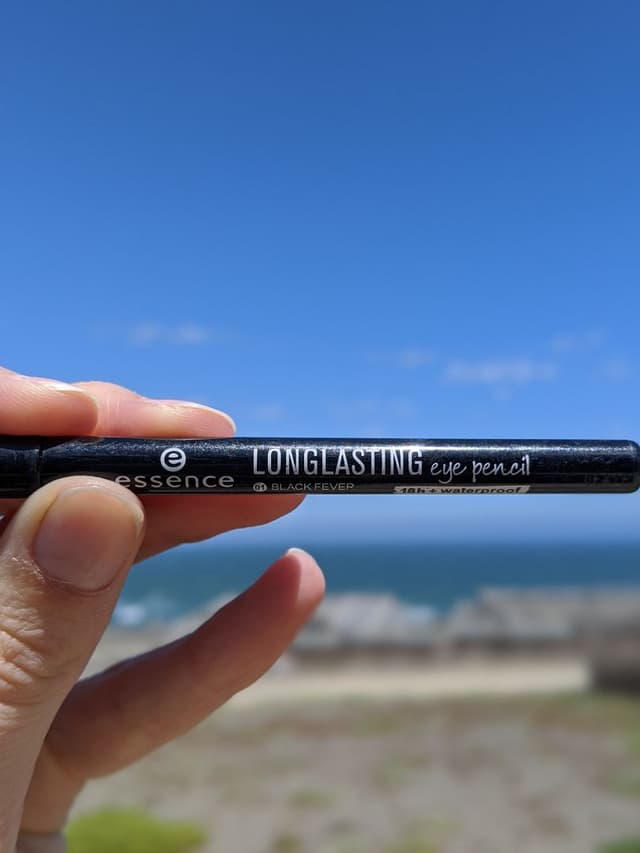 e
essence
LONGLASTING eye pencil
01 BLACK FEVER
18h+ waterproof